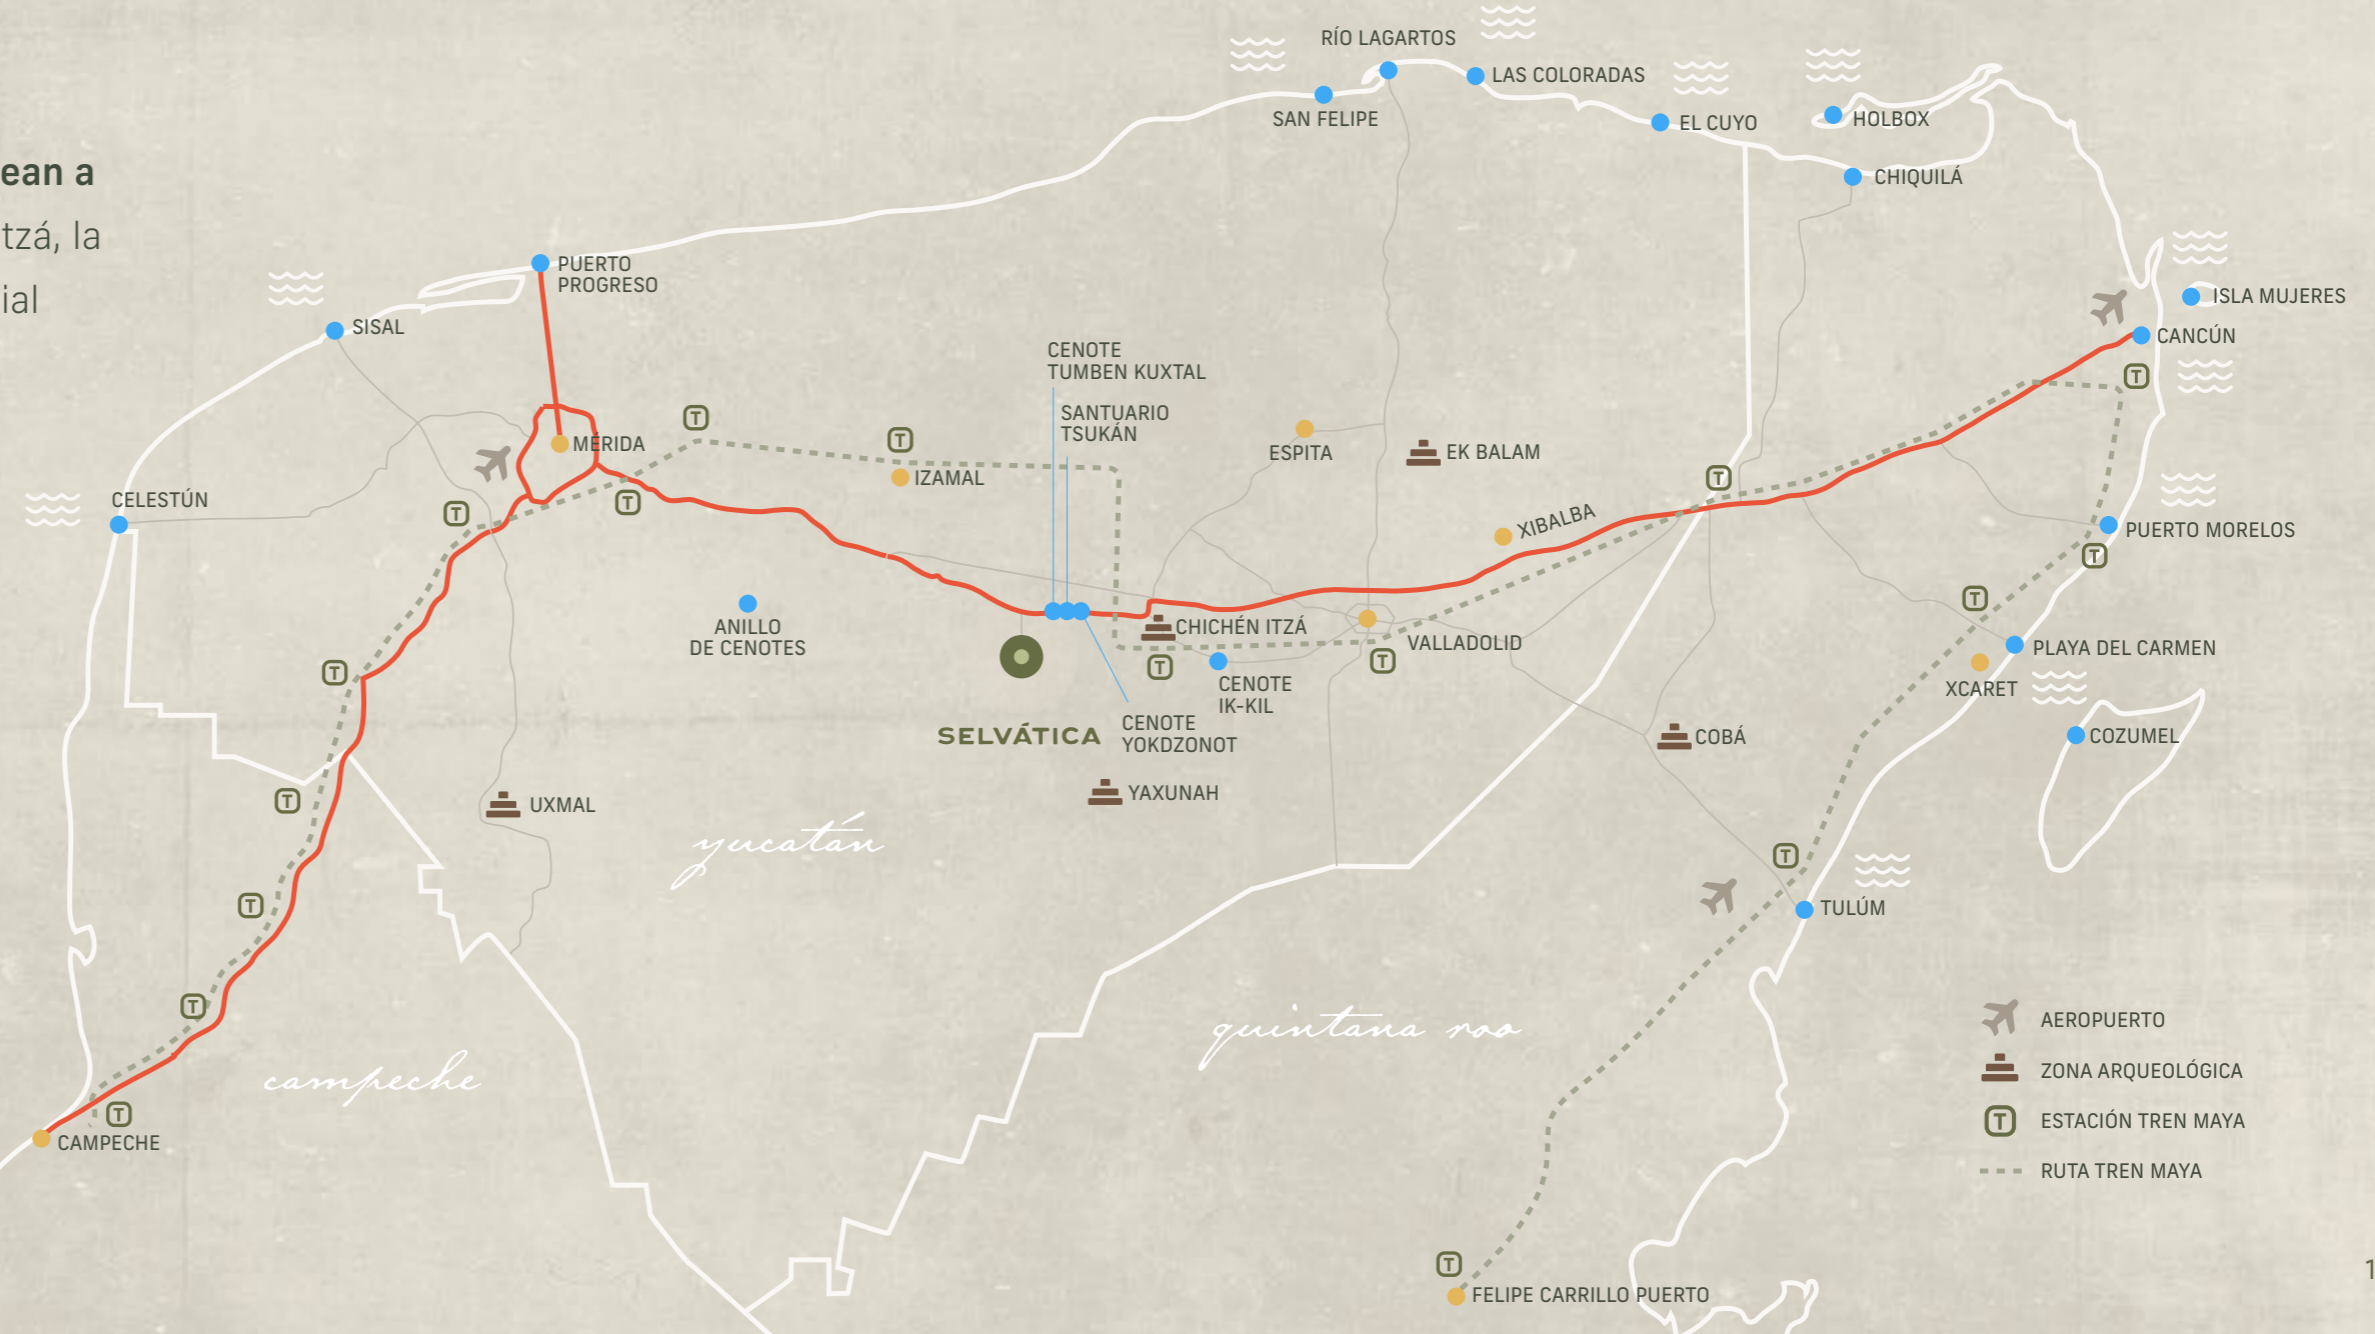 ean a
tzá, la
ial
RÍO LAGARTOS
LAS COLORADAS
SAN FELIPE
EL CUYO
HOLBOX
CHIQUILÁ
PUERTO
PROGRESO
SISAL
ISLA MUJERES
CANCÚN
CENOTE
TUMBEN KUXTAL
SANTUARIO
TSUKÁN
MÉRIDA
T
T
IZAMAL
ESPITA
EK BALAM
T
T
CELESTÚN
T
T
XIBALBA
PUERTO MORELOS
T
T
ANILLO
DE CENOTES
CHICHÉN ITZÁ
VALLADOLID
T
T
PLAYA DEL CARMEN
XCARET
T
CENOTE
IK-KIL
SELVÁTICA
CENOTE
YOKDZONOT
COBÁ
COZUMEL
YAXUNAH
T
UXMAL
yucatán
T
T
TULÚM
T
quintana roo
campeche
T
CAMPECHE
AEROPUERTO
ZONA ARQUEOLÓGICA
T
ESTACIÓN TREN MAYA
RUTA TREN MAYA
T
FELIPE CARRILLO PUERTO
1